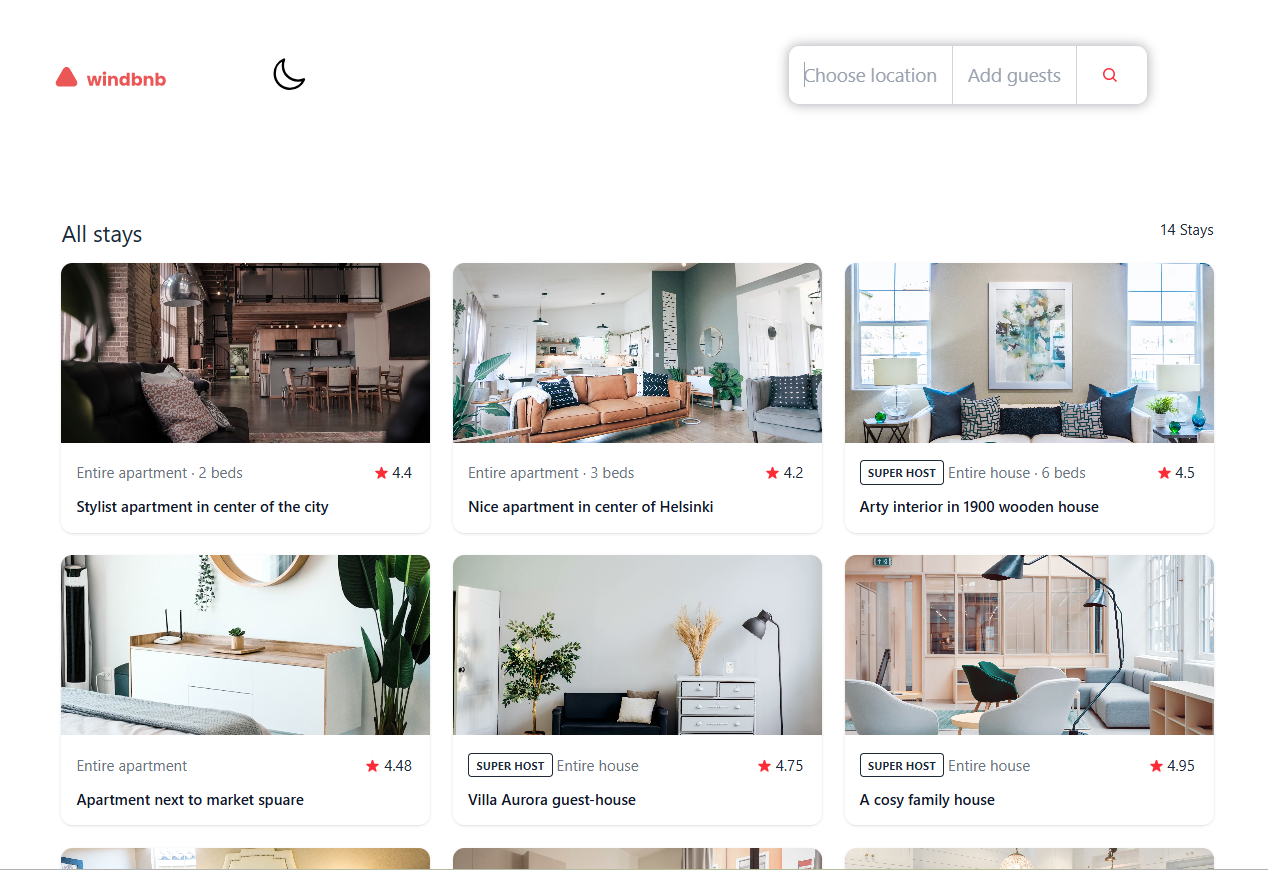 windbnb
Choose location
Add guests
All stays
14 Stays
Entire apartment · 2 beds
4.4
Stylist apartment in center of the city
Entire apartment · 3 beds
4.2
Nice apartment in center of Helsinki
SUPER HOST Entire house · 6 beds
4.5
Arty interior in 1900 wooden house
Entire apartment
4.48
Apartment next to market spuare
SUPER HOST Entire house
4.75
Villa Aurora guest-house
SUPER HOST Entire house
4.95
A cosy family house